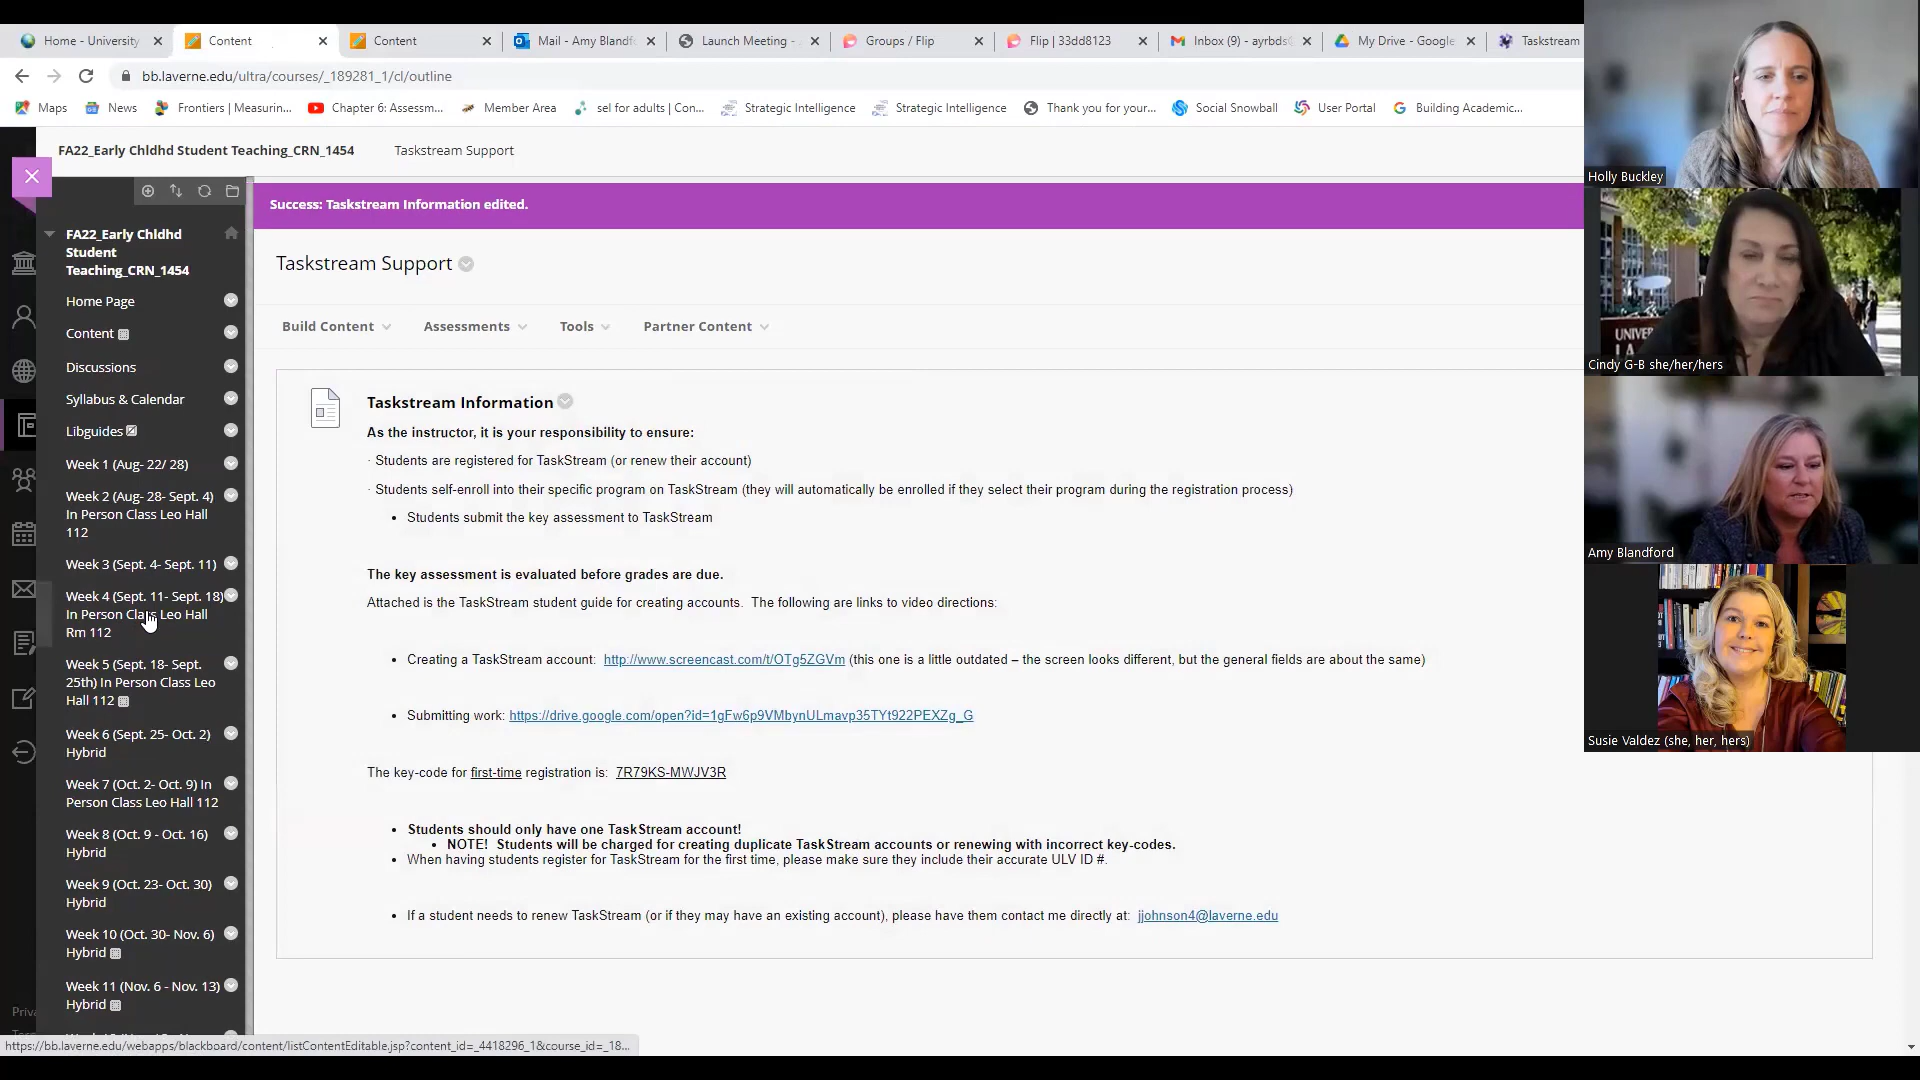 Home - University
Content
Content
Mail - Amy Blandf
Launch Meeting -
Groups / Flip
Flip | 33dd8123
Inbox (9) - ayrbds
My Drive - Google
Taskstream
bb.laverne.edu/ultra/courses/_189281_1/cl/outline
Maps
News
Frontiers | Measurin...
Chapter 6: Assessm...
Member Area
sel for adults | Con...
Strategic Intelligence
Strategic Intelligence
Thank you for your...
Social Snowball
User Portal
Building Academic...
FA22_Early Chldhd Student Teaching_CRN_1454
Taskstream Support
FA22_Early Chldhd
Student
Teaching_CRN_1454
Home Page
Content
Discussions
Syllabus & Calendar
Libguides
Week 1 (Aug- 22/ 28)
Week 2 (Aug- 28- Sept. 4)
In Person Class Leo Hall
112
Week 3 (Sept. 4- Sept. 11)
Week 4 (Sept. 11- Sept. 18)
In Person Class Leo Hall
Rm 112
Week 5 (Sept. 18- Sept.
25th) In Person Class Leo
Hall 112
Week 6 (Sept. 25- Oct. 2)
Hybrid
Week 7 (Oct. 2- Oct. 9) In
Person Class Leo Hall 112
Week 8 (Oct. 9 - Oct. 16)
Hybrid
Week 9 (Oct. 23- Oct. 30)
Hybrid
Week 10 (Oct. 30- Nov. 6)
Hybrid
Week 11 (Nov. 6 - Nov. 13)
Hybrid
Priva
Success: Taskstream Information edited.
Taskstream Support
Build Content
Assessments
Tools
Partner Content
Taskstream Information
As the instructor, it is your responsibility to ensure:
· Students are registered for TaskStream (or renew their account)
· Students self-enroll into their specific program on TaskStream (they will automatically be enrolled if they select their program during the registration process)
• Students submit the key assessment to TaskStream
The key assessment is evaluated before grades are due.
Attached is the TaskStream student guide for creating accounts. The following are links to video directions:
• Creating a TaskStream account: http://www.screencast.com/t/OTg5ZGVm (this one is a little outdated – the screen looks different, but the general fields are about the same)
• Submitting work: https://drive.google.com/open?id=1gFw6p9VMbynULmavp35TYt922PEXZg_G
The key-code for first-time registration is: 7R79KS-MWJV3R
• Students should only have one TaskStream account!
• NOTE! Students will be charged for creating duplicate TaskStream accounts or renewing with incorrect key-codes.
• When having students register for TaskStream for the first time, please make sure they include their accurate ULV ID #.
• If a student needs to renew TaskStream (or if they may have an existing account), please have them contact me directly at: jjohnson4@laverne.edu
https://bb.laverne.edu/webapps/blackboard/content/listContentEditable.jsp?content_id=_4418296_1&course_id=_18...
Holly Buckley
UNIVE
LA
Cindy G-B she/her/hers
Amy Blandford
Susie Valdez (she, her, hers)